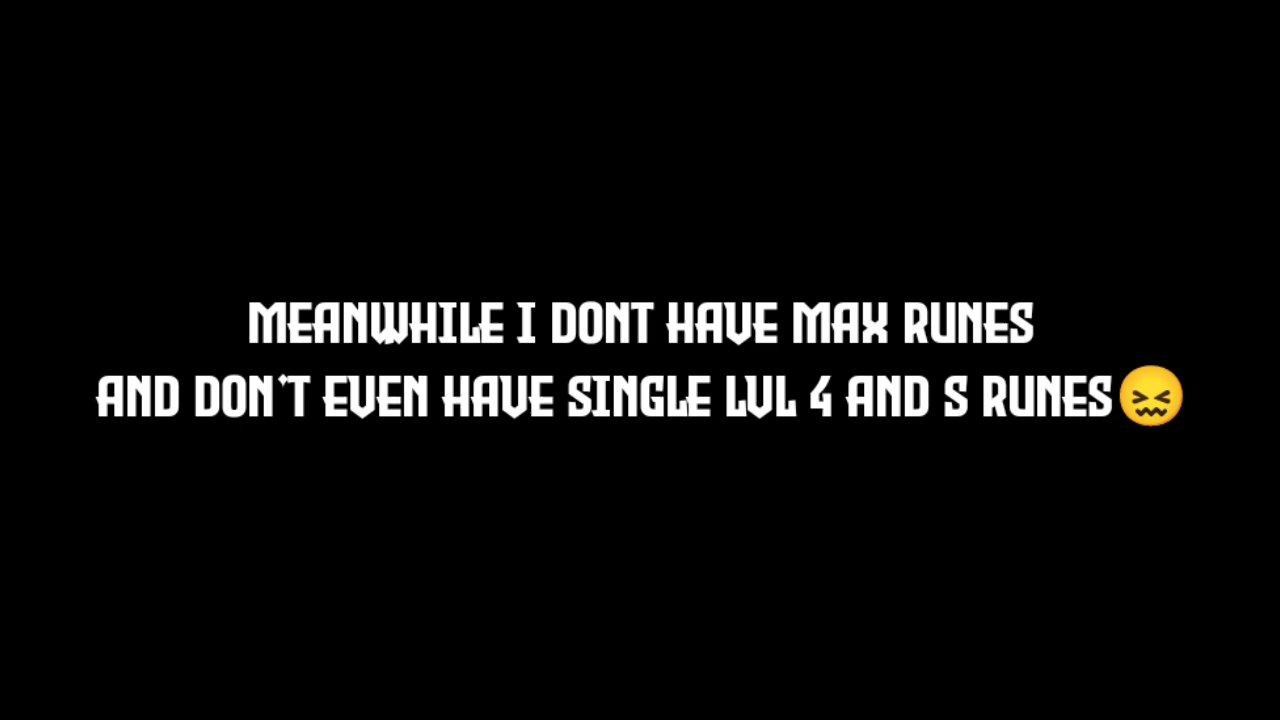 MEANWHILE I DONT HAVE MAX RUNES
AND DON'T EVEN HAVE SINGLE LVL 4 AND S RUNES😖